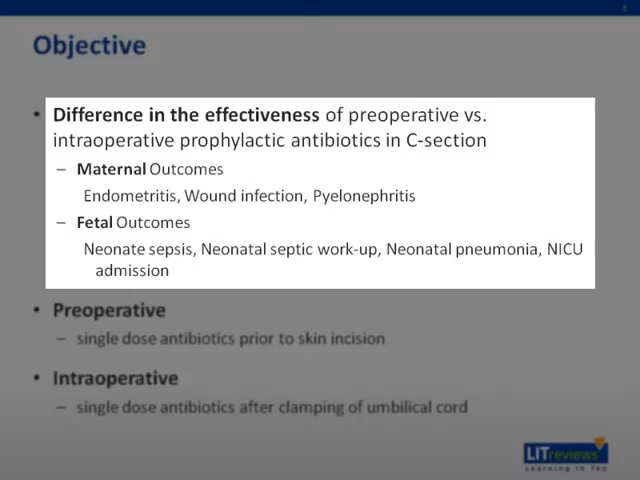 5
Objective
• Difference in the effectiveness of preoperative vs.
intraoperative prophylactic antibiotics in C-section
– Maternal Outcomes
Endometritis, Wound infection, Pyelonephritis
– Fetal Outcomes
Neonate sepsis, Neonatal septic work-up, Neonatal pneumonia, NICU
admission
• Preoperative
– single dose antibiotics prior to skin incision
• Intraoperative
– single dose antibiotics after clamping of umbilical cord
LITreviews
Learning in Ten